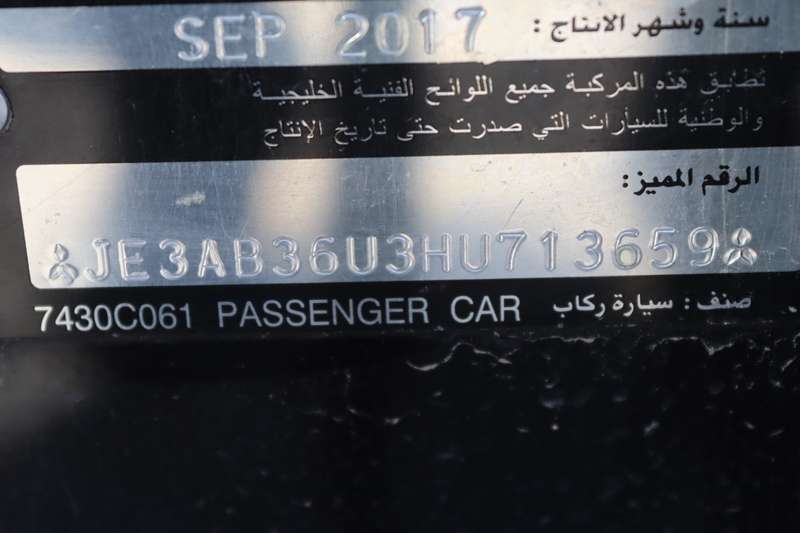 سنة وشهر الانتاج : SEP 2017
تطابق هذه المركبة جميع اللوائح الفنية الخليجية
والوطنية للسيارات التي صدرت حتى تاريخ الإنتاج
الرقم المميز:
JE3AB36U3HU713659
7430C061 PASSENGER CAR صنف : سيارة ركاب